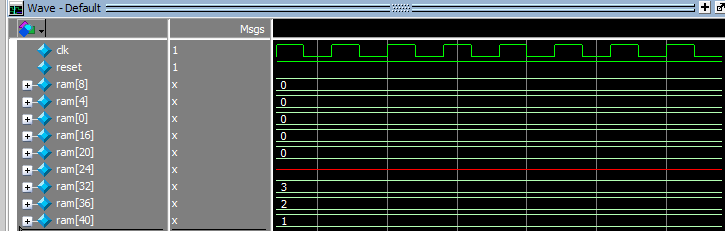 Wave - Default
Msgs
clk 1
reset 1
ram[8] x 0
ram[4] x 0
ram[0] x 0
ram[16] x 0
ram[20] x 0
ram[24] x
ram[32] x 3
ram[36] x 2
ram[40] x 1